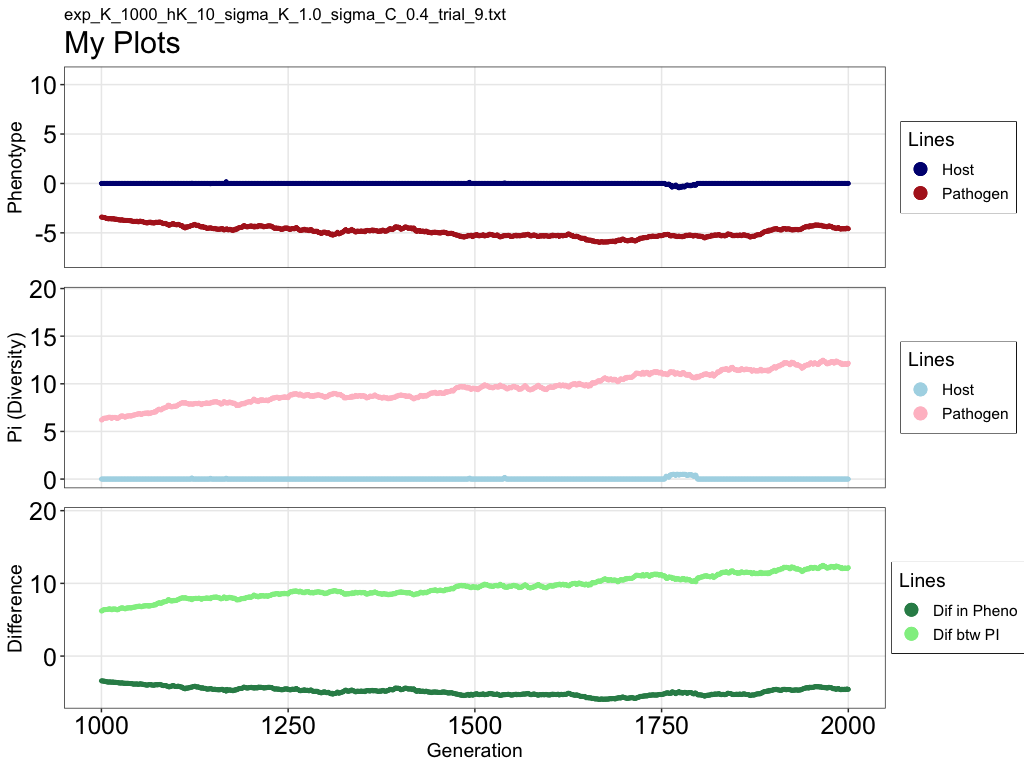 exp_K_1000_hK_10_sigma_K_1.0_sigma_C_0.4_trial_9.txt
My Plots
Phenotype
10
5
0
-5
Lines
Host
Pathogen
Pi (Diversity)
20
15
10
5
0
Lines
Host
Pathogen
Difference
20
10
0
Lines
Dif in Pheno
Dif btw PI
1000 1250 1500 1750 2000
Generation